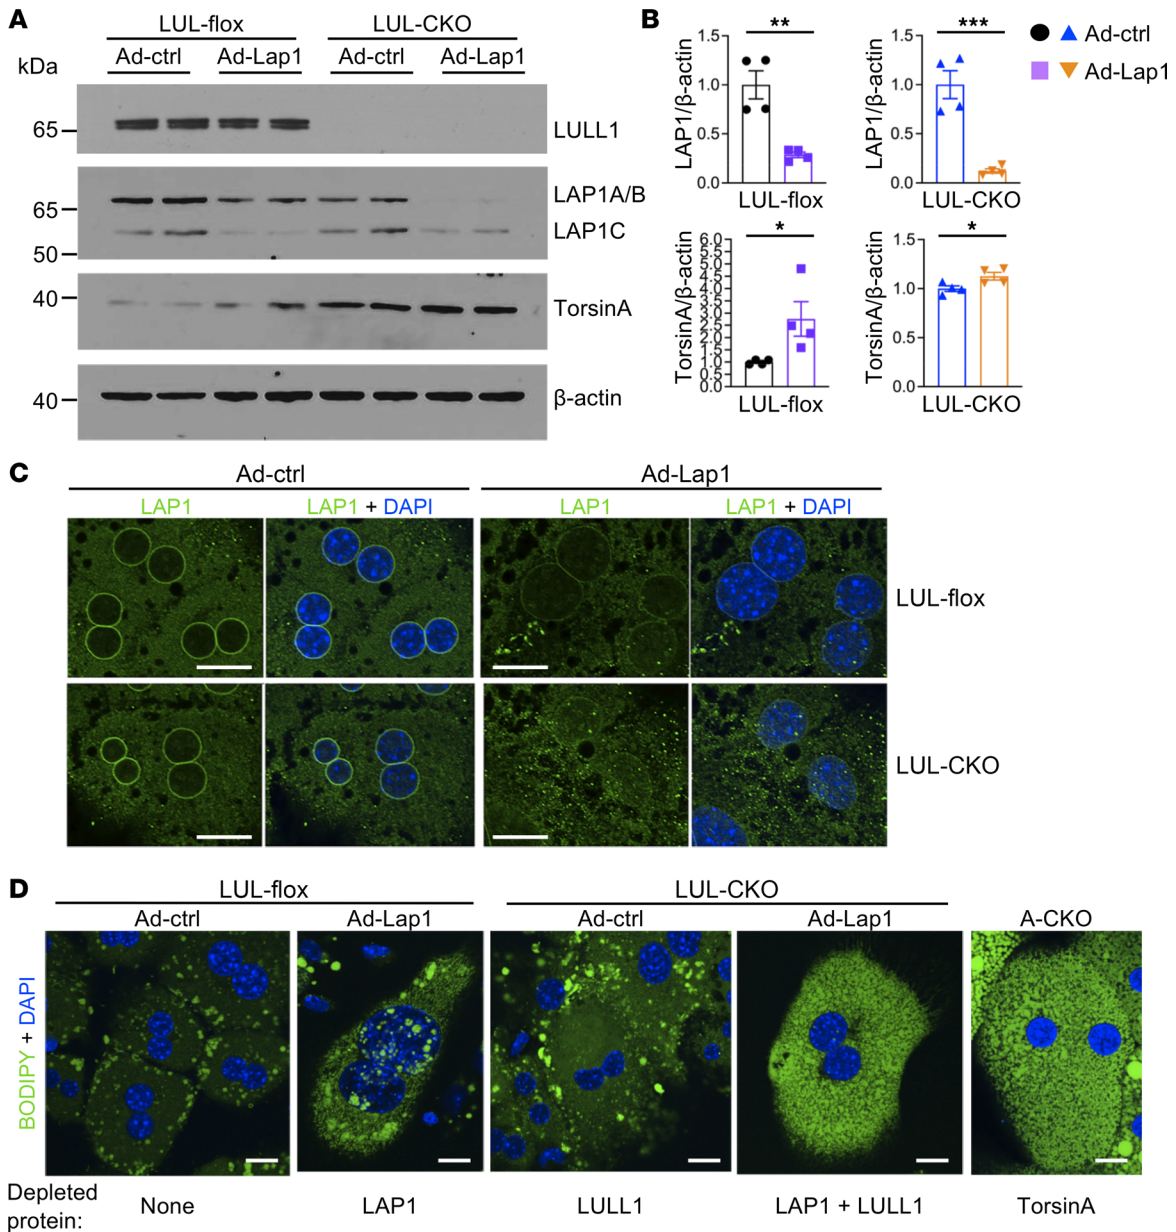 A
LUL-flox
LUL-CKO
Ad-ctrl
Ad-Lap1
Ad-ctrl
Ad-Lap1
kDa
65
LULL1
LAP1A/B
65
LAP1C
50
40
TorsinA
40
β-actin
B
**
LAP1/β-actin
1.5
1.0
0.5
0.0
LUL-flox
***
LAP1/β-actin
1.5
1.0
0.5
0.0
LUL-CKO
Ad-ctrl
Ad-Lap1
*
TorsinA/β-actin
6.0
5.5
5.0
4.5
4.0
3.5
3.0
2.5
2.0
1.5
1.0
0.5
0.0
LUL-flox
*
TorsinA/β-actin
1.5
1.0
0.5
0.0
LUL-CKO
C
Ad-ctrl
Ad-Lap1
LAP1
LAP1 + DAPI
LAP1
LAP1 + DAPI
LUL-flox
LUL-CKO
D
LUL-flox
LUL-CKO
Ad-ctrl
Ad-Lap1
Ad-ctrl
Ad-Lap1
A-CKO
BODIPY + DAPI
Depleted
protein:
None
LAP1
LULL1
LAP1 + LULL1
TorsinA